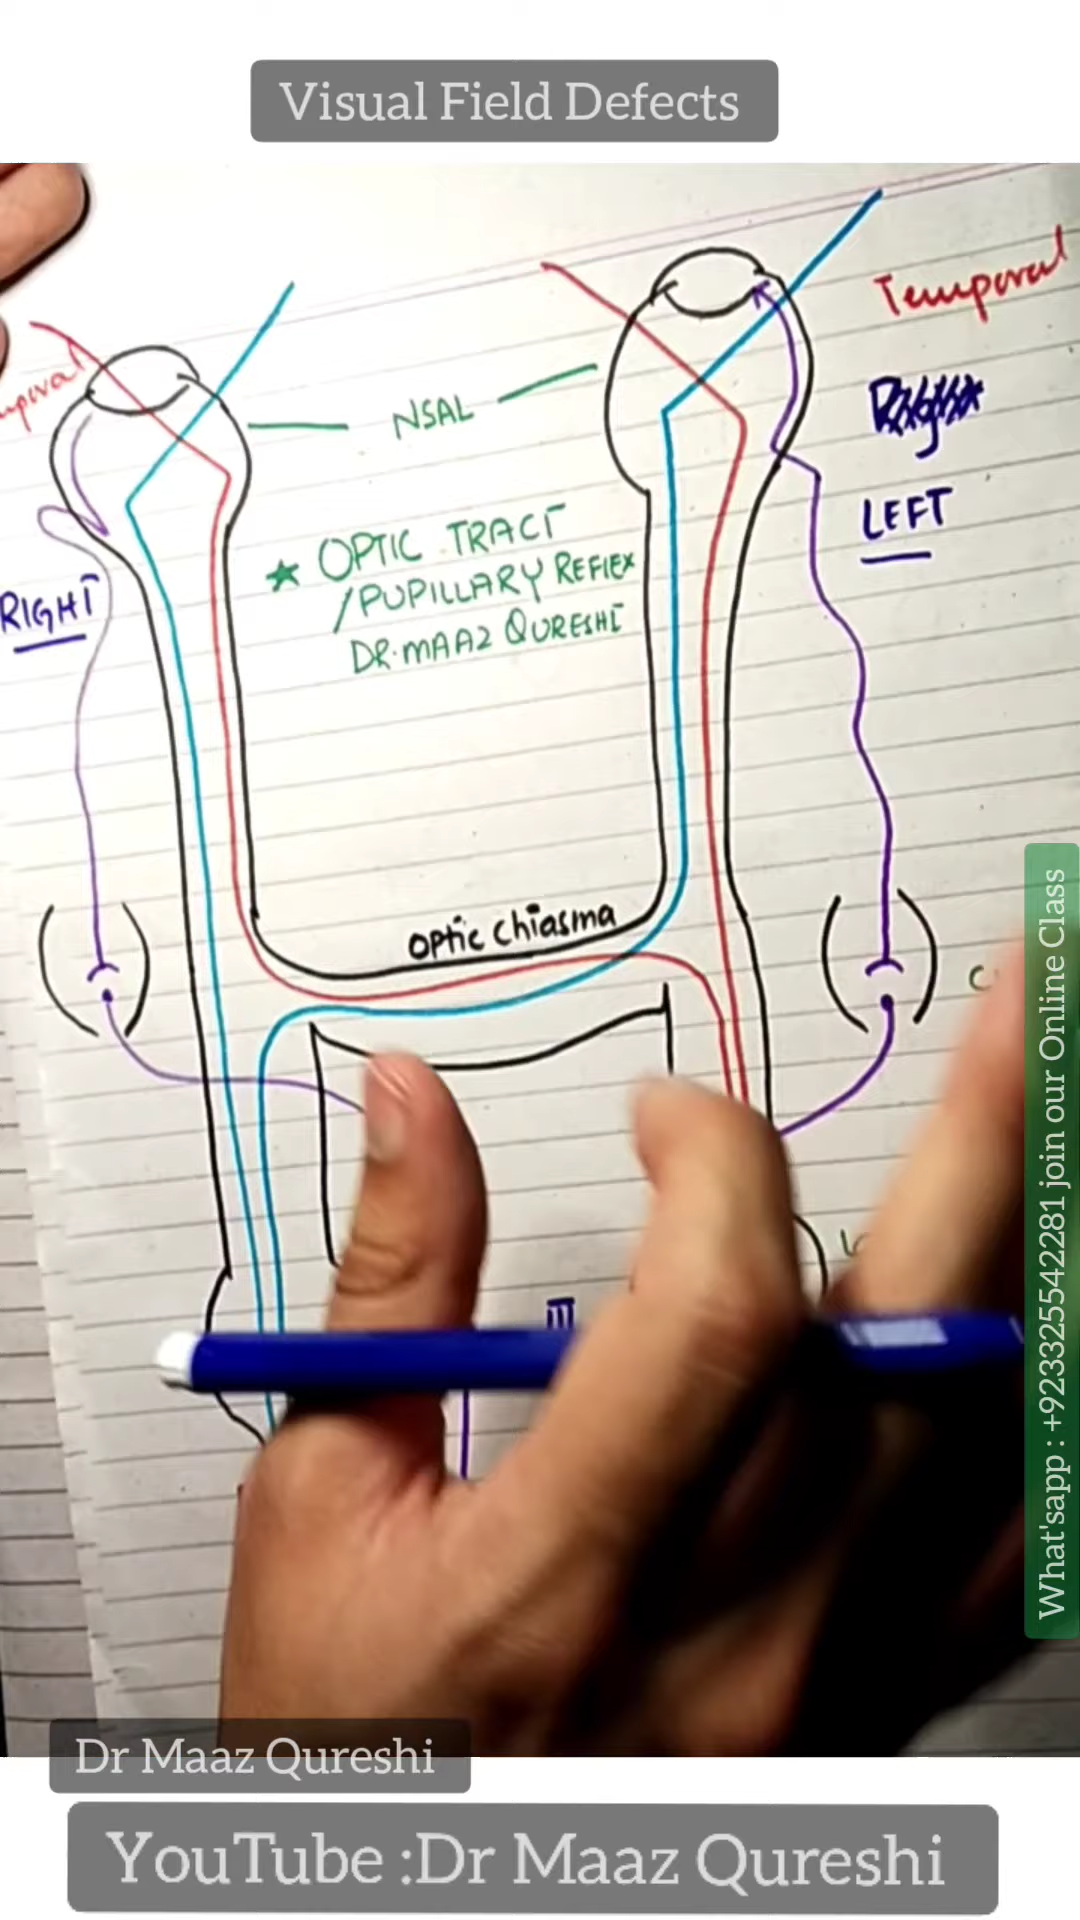 Visual Field Defects
Temporal
NSAL
LEFT
★ OPTIC TRACT
/PUPILLARY REFLEX
DR.MAAZ QURESHI
RIGHT
optic chiasma
III
What'sapp : +923325542281 join our Online Class
Dr Maaz Qureshi
YouTube :Dr Maaz Qureshi